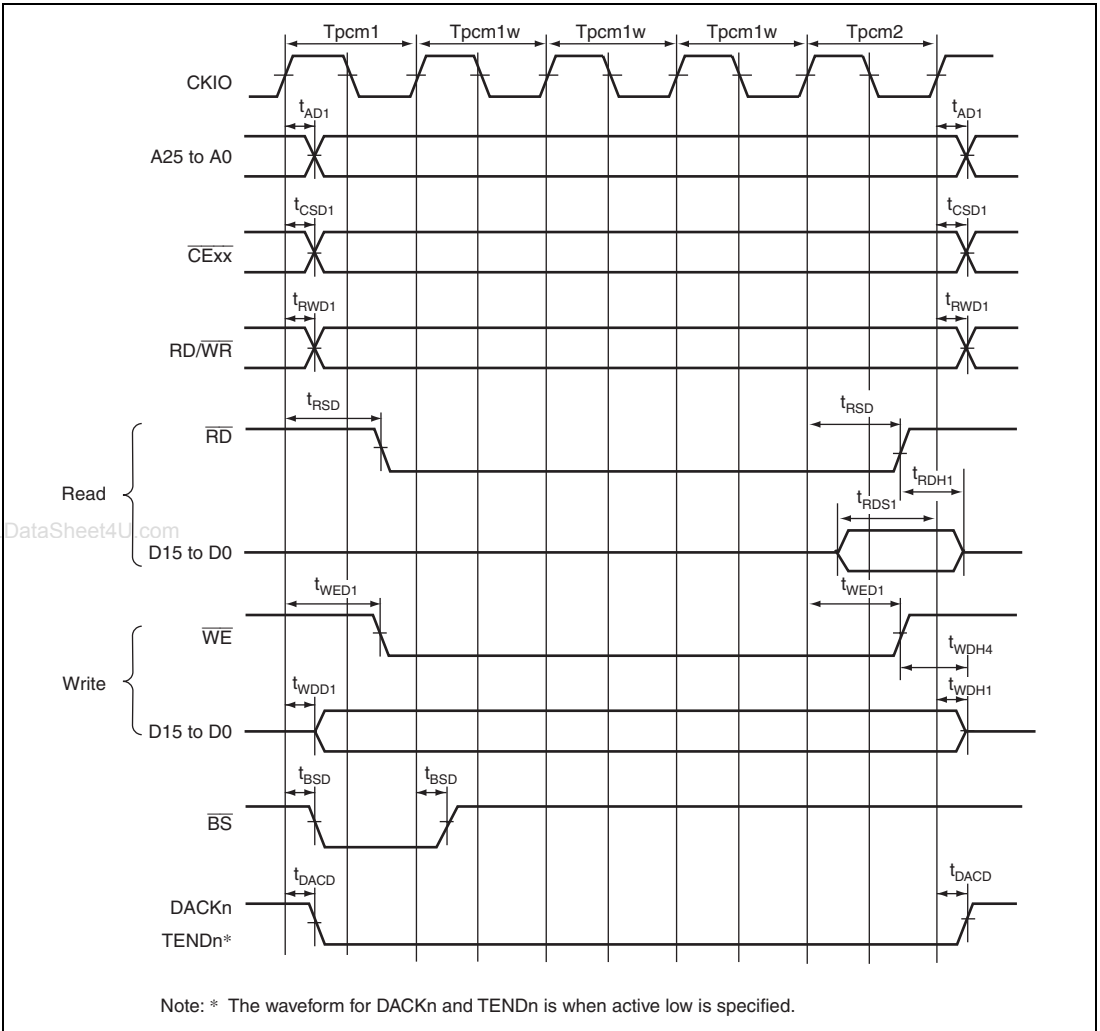 Tpcm1 Tpcm1w Tpcm1w Tpcm1w Tpcm2
CKIO
tAD1 tAD1
A25 to A0
tCSD1 tCSD1
CExx
tRWD1 tRWD1
RD/WR
tRSD tRSD
RD
tRDH1
Read
tRDS1
DataSheet4U.com
D15 to D0
tWED1 tWED1
WE
tWDH4
Write
tWDD1 tWDH1
D15 to D0
tBSD tBSD
BS
tDACD tDACD
DACKn
TENDn*
Note: * The waveform for DACKn and TENDn is when active low is specified.